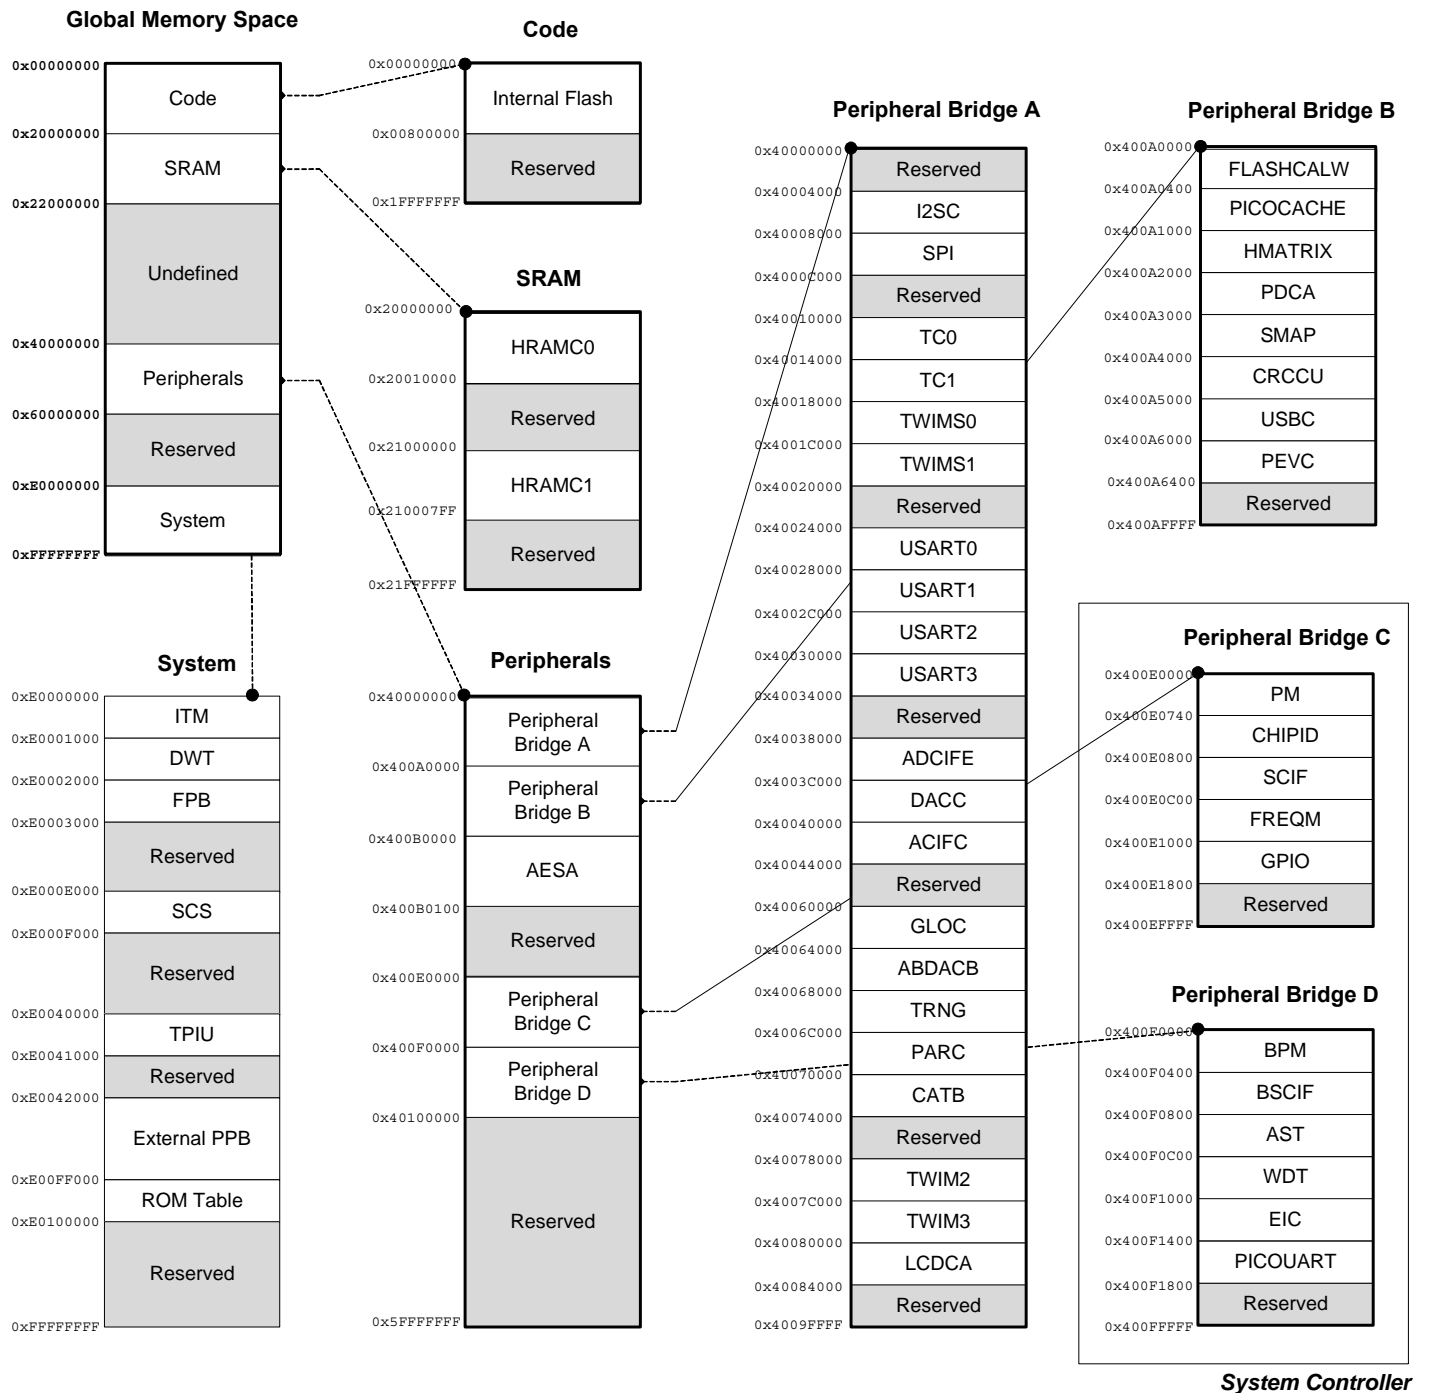 Global Memory Space
0x00000000
Code
0x20000000
SRAM
0x22000000
Undefined
0x40000000
Peripherals
0x60000000
Reserved
0xE0000000
System
0xFFFFFFFF
Code
0x00000000
Internal Flash
0x00800000
Reserved
0x1FFFFFFF
SRAM
0x20000000
HRAMC0
0x20010000
Reserved
0x21000000
HRAMC1
0x210007FF
Reserved
0x21FFFFFF
System
0xE0000000
ITM
0xE0001000
DWT
0xE0002000
FPB
0xE0003000
Reserved
0xE000E000
SCS
0xE000F000
Reserved
0xE0040000
TPIU
0xE0041000
Reserved
0xE0042000
External PPB
0xE00FF000
ROM Table
0xE0100000
Reserved
0xFFFFFFFF
Peripherals
0x40000000
Peripheral
Bridge A
0x400A0000
Peripheral
Bridge B
0x400B0000
AESA
0x400B0100
Reserved
0x400E0000
Peripheral
Bridge C
0x400F0000
Peripheral
Bridge D
0x40100000
Reserved
0x5FFFFFFF
Peripheral Bridge A
0x40000000
Reserved
0x40004000
I2SC
0x40008000
SPI
0x4000C000
Reserved
0x40010000
TC0
0x40014000
TC1
0x40018000
TWIMS0
0x4001C000
TWIMS1
0x40020000
Reserved
0x40024000
USART0
0x40028000
USART1
0x4002C000
USART2
0x40030000
USART3
0x40034000
Reserved
0x40038000
ADCIFE
0x4003C000
DACC
0x40040000
ACIFC
0x40044000
Reserved
0x40060000
GLOC
0x40064000
ABDACB
0x40068000
TRNG
0x4006C000
PARC
0x40070000
CATB
0x40074000
Reserved
0x40078000
TWIM2
0x4007C000
TWIM3
0x40080000
LCDCA
0x40084000
Reserved
0x4009FFFF
Peripheral Bridge B
0x400A0000
FLASHCALW
0x400A0400
PICOCACHE
0x400A1000
HMATRIX
0x400A2000
PDCA
0x400A3000
SMAP
0x400A4000
CRCCU
0x400A5000
USBC
0x400A6000
PEVC
0x400A6400
Reserved
0x400AFFFF
Peripheral Bridge C
0x400E0000
PM
0x400E0740
CHIPID
0x400E0800
SCIF
0x400E0C00
FREQM
0x400E1000
GPIO
0x400E1800
Reserved
0x400EFFFF
Peripheral Bridge D
0x400F0000
BPM
0x400F0400
BSCIF
0x400F0800
AST
0x400F0C00
WDT
0x400F1000
EIC
0x400F1400
PICOUART
0x400F1800
Reserved
0x400FFFFF
System Controller